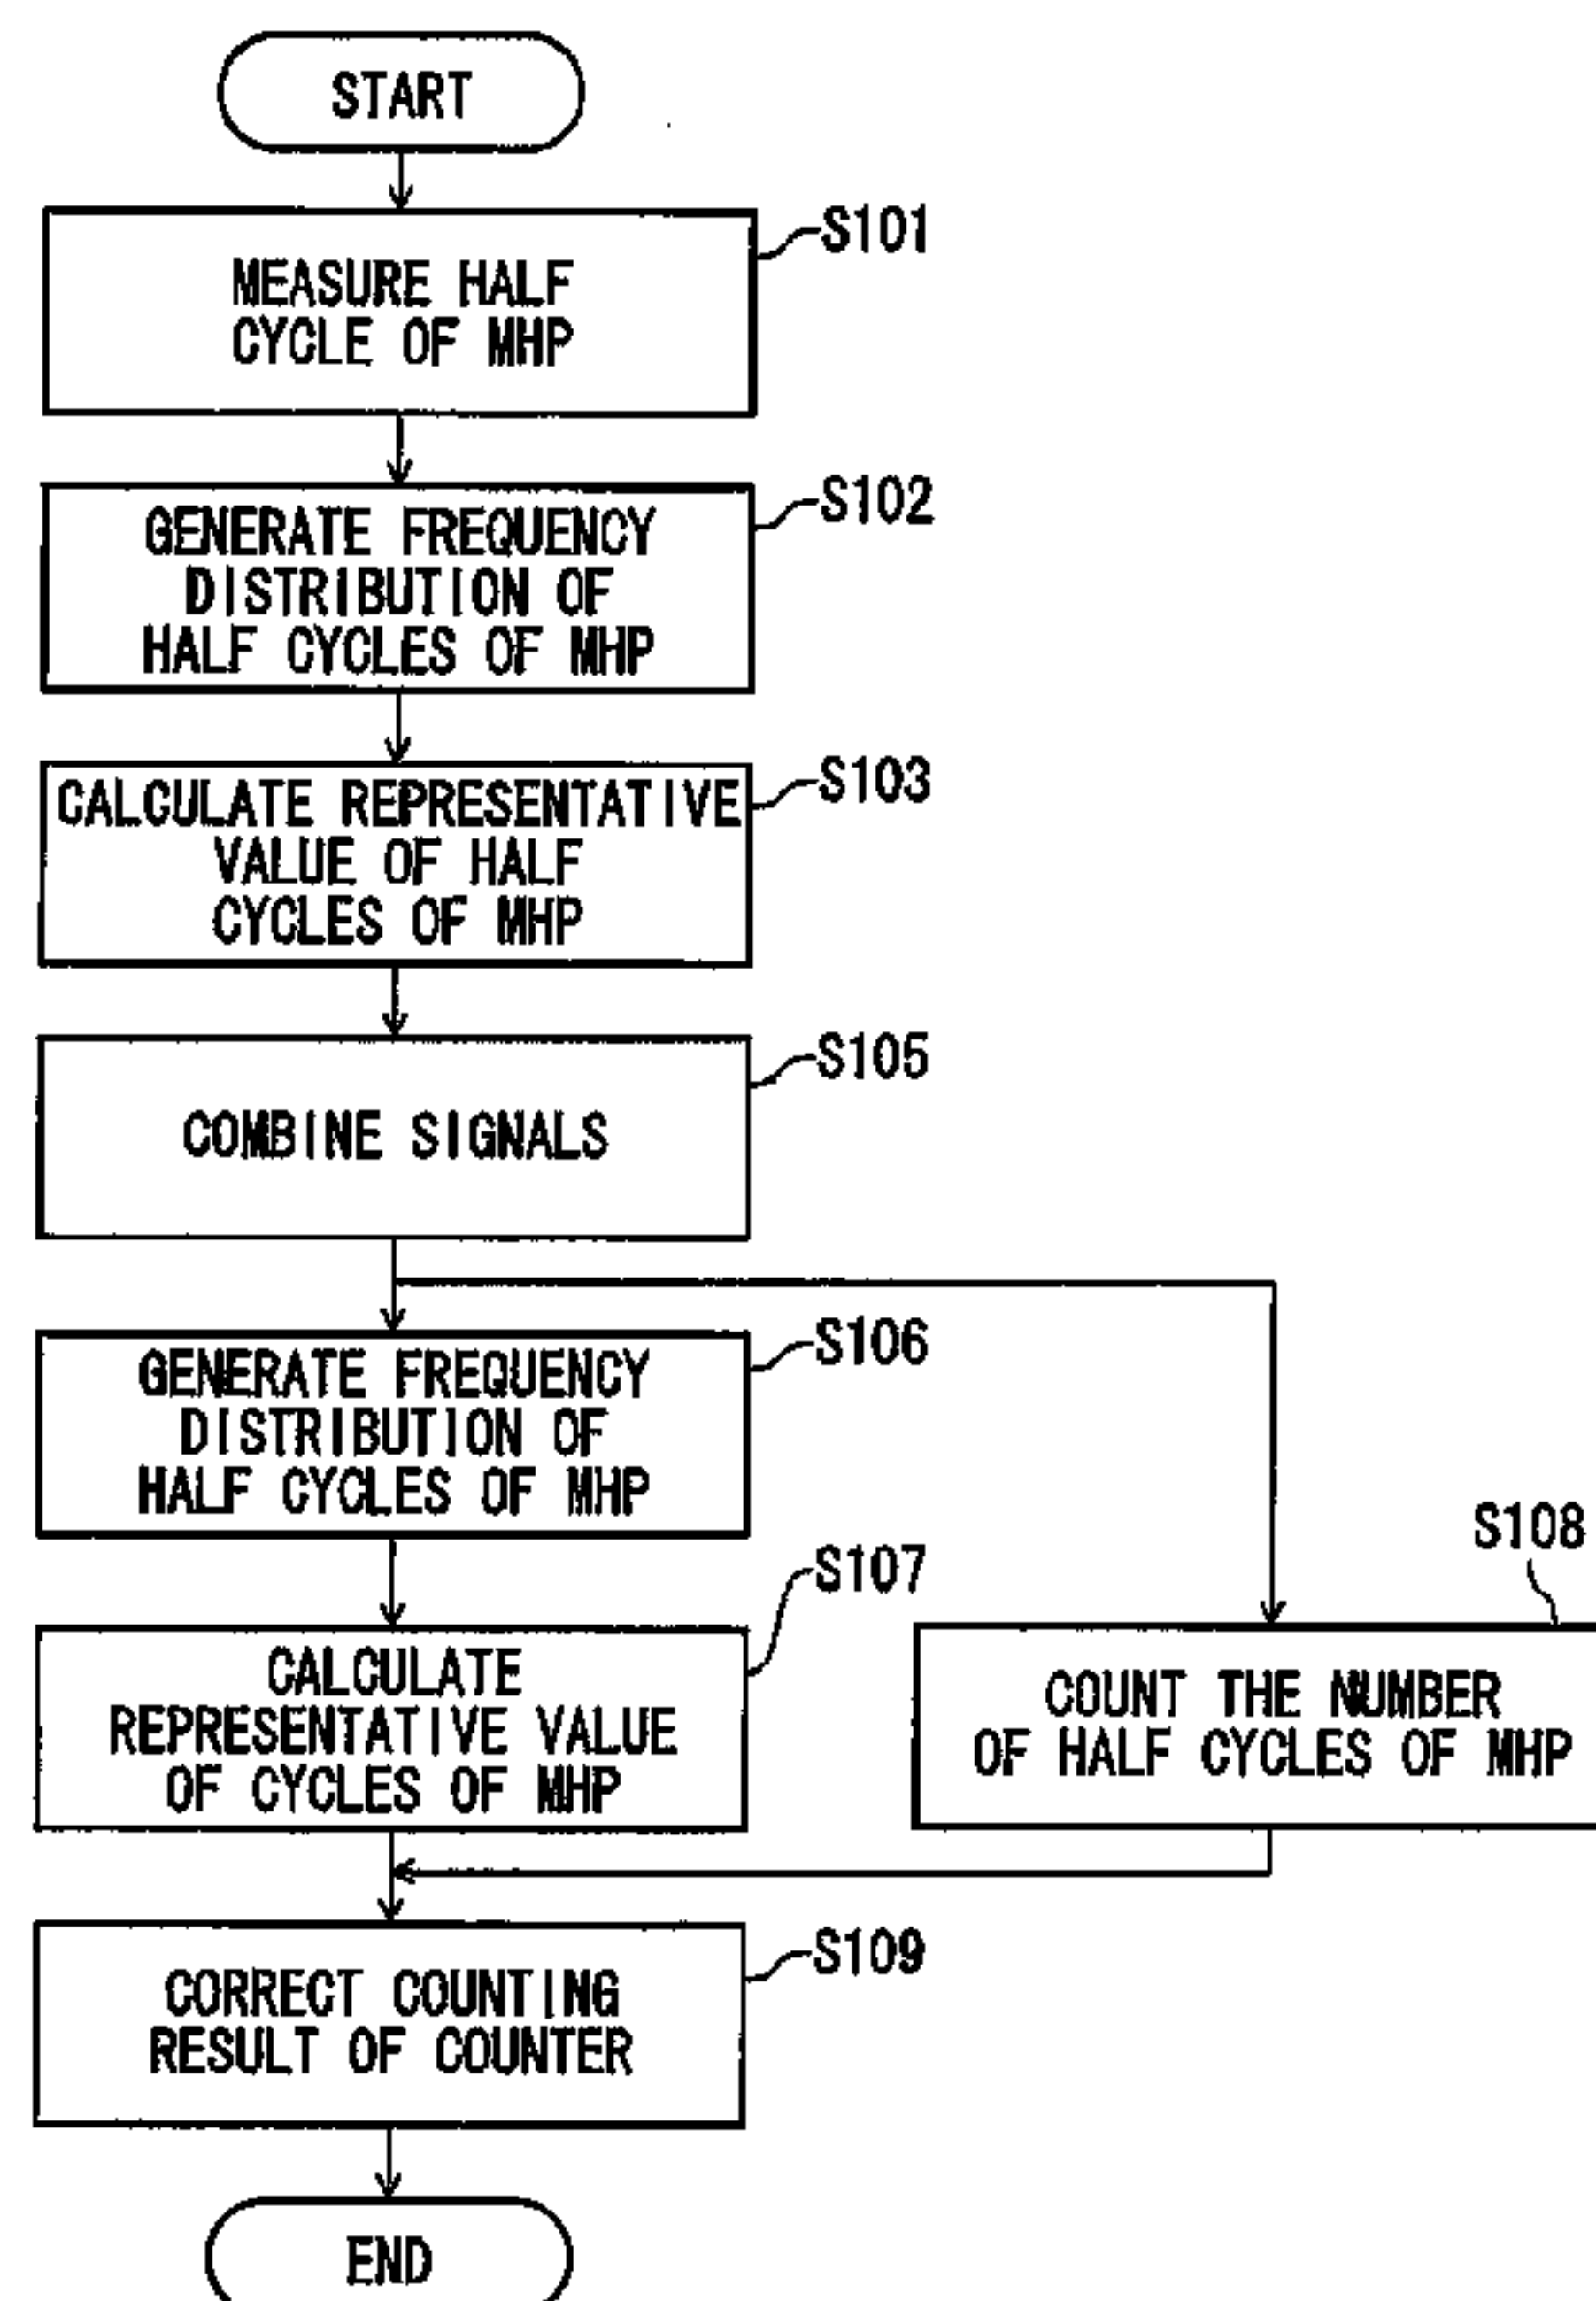 START
S101
MEASURE HALF
CYCLE OF MHP
S102
GENERATE FREQUENCY
DISTRIBUTION OF
HALF CYCLES OF MHP
S103
CALCULATE REPRESENTATIVE
VALUE OF HALF
CYCLES OF MHP
S105
COMBINE SIGNALS
S106
GENERATE FREQUENCY
DISTRIBUTION OF
HALF CYCLES OF MHP
S107
CALCULATE
REPRESENTATIVE VALUE
OF CYCLES OF MHP
S108
COUNT THE NUMBER
OF HALF CYCLES OF MHP
S109
CORRECT COUNTING
RESULT OF COUNTER
END